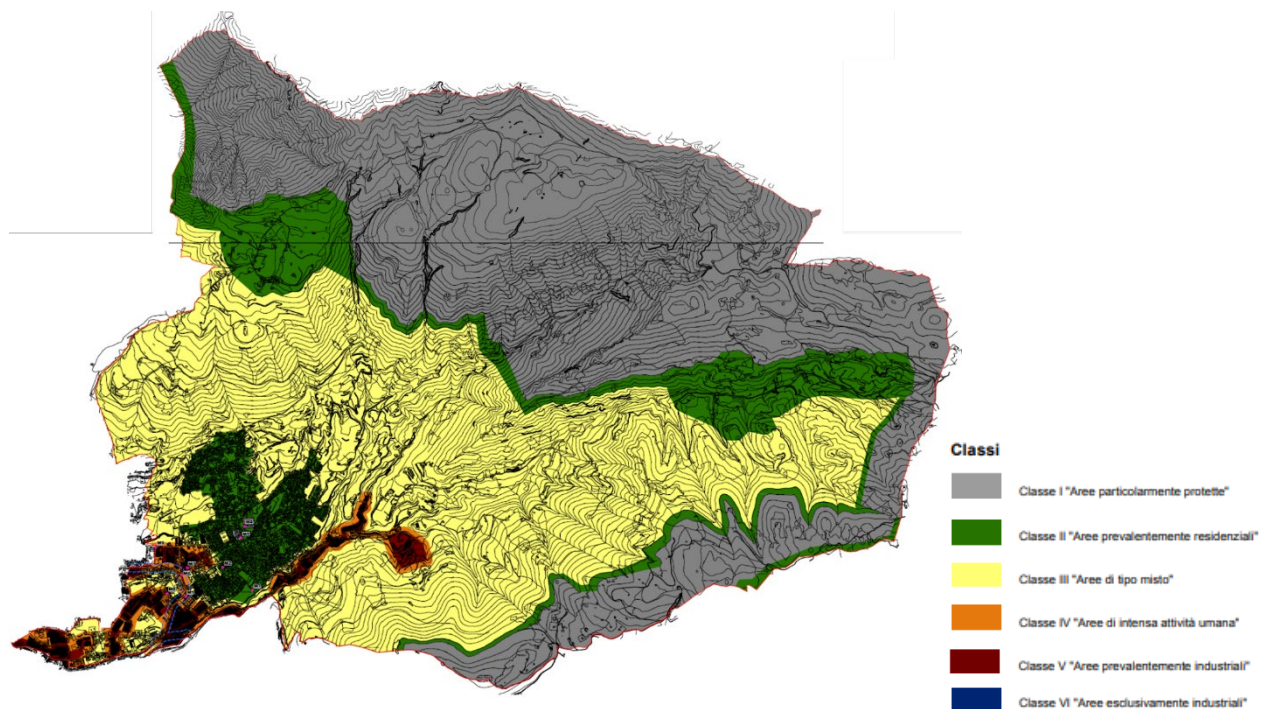 Classi
Classe I "Aree particolarmente protette"
Classe II "Aree prevalentemente residenziali"
Classe III "Aree di tipo misto"
Classe IV "Aree di intensa attività umana"
Classe V "Aree prevalentemente industriali"
Classe VI "Aree esclusivamente industriali"